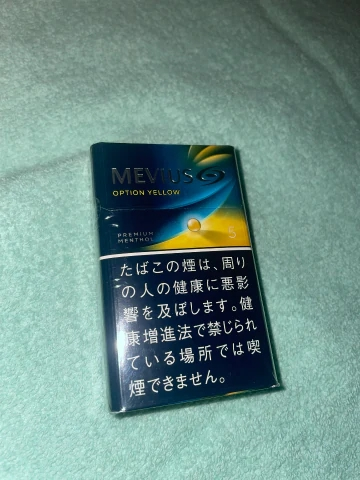 MEVIUS
OPTION YELLOW
PREMIUM
MENTHOL
5
たばこの煙は、周り
の人の健康に悪影
響を及ぼします。健
康増進法で禁じられ
ている場所では喫
煙できません。